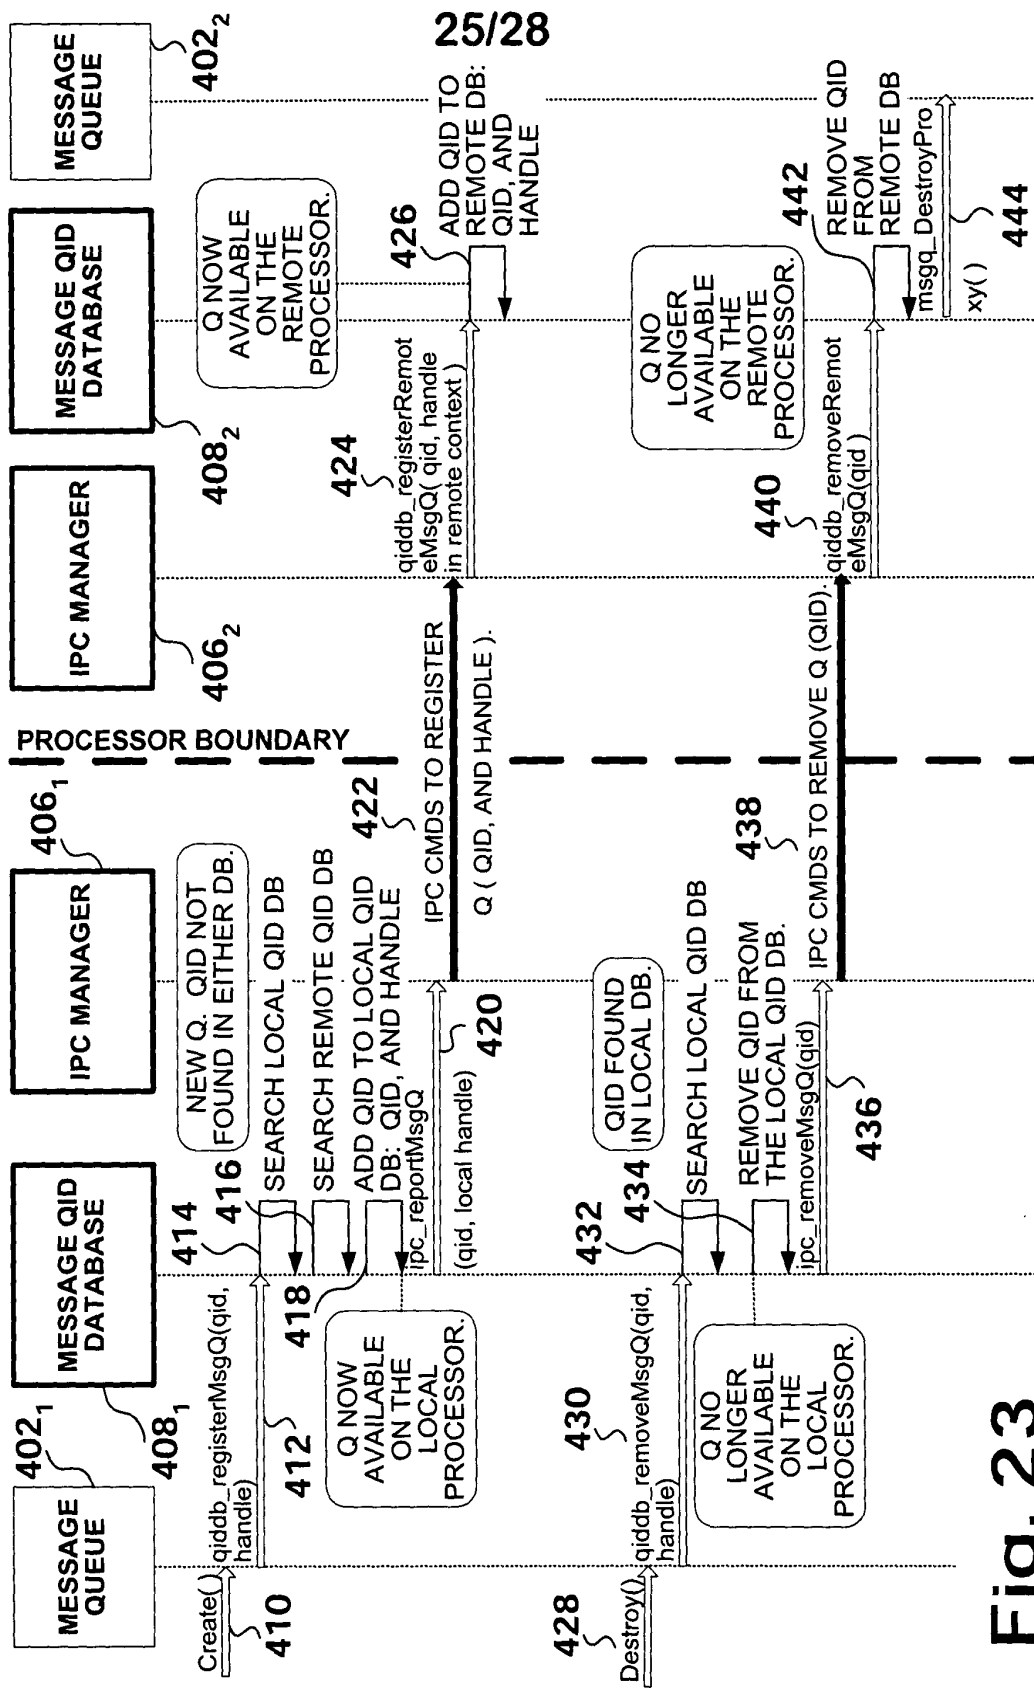 25/28
MESSAGE
QUEUE
402₁
MESSAGE QID
DATABASE
408₁
IPC MANAGER
406₁
PROCESSOR BOUNDARY
IPC MANAGER
406₂
MESSAGE QID
DATABASE
408₂
MESSAGE
QUEUE
402₂
Create( )
410
qiddb_registerMsgQ(qid,
handle)
412
414
NEW Q. QID NOT
FOUND IN EITHER DB.
SEARCH LOCAL QID DB
416
SEARCH REMOTE QID DB
418
ADD QID TO LOCAL QID
DB: QID, AND HANDLE
Q NOW
AVAILABLE
ON THE
LOCAL
PROCESSOR.
ipc_reportMsgQ
(qid, local handle)
420
422
IPC CMDS TO REGISTER
Q ( QID, AND HANDLE ).
424
qiddb_registerRemot
eMsgQ( qid, handle
in remote context )
Q NOW
AVAILABLE
ON THE
REMOTE
PROCESSOR.
426
ADD QID TO
REMOTE DB:
QID, AND
HANDLE
Destroy()
428
430
qiddb_removeMsgQ(qid,
handle)
432
QID FOUND
IN LOCAL DB.
SEARCH LOCAL QID DB
434
REMOVE QID FROM
THE LOCAL QID DB.
Q NO
LONGER
AVAILABLE
ON THE
LOCAL
PROCESSOR.
ipc_removeMsgQ(qid)
436
438
IPC CMDS TO REMOVE Q (QID).
440
qiddb_removeRemot
eMsgQ(qid )
Q NO
LONGER
AVAILABLE
ON THE
REMOTE
PROCESSOR.
442
REMOVE QID
FROM
REMOTE DB
msgq_DestroyPro
xy( )
444
Fig. 23